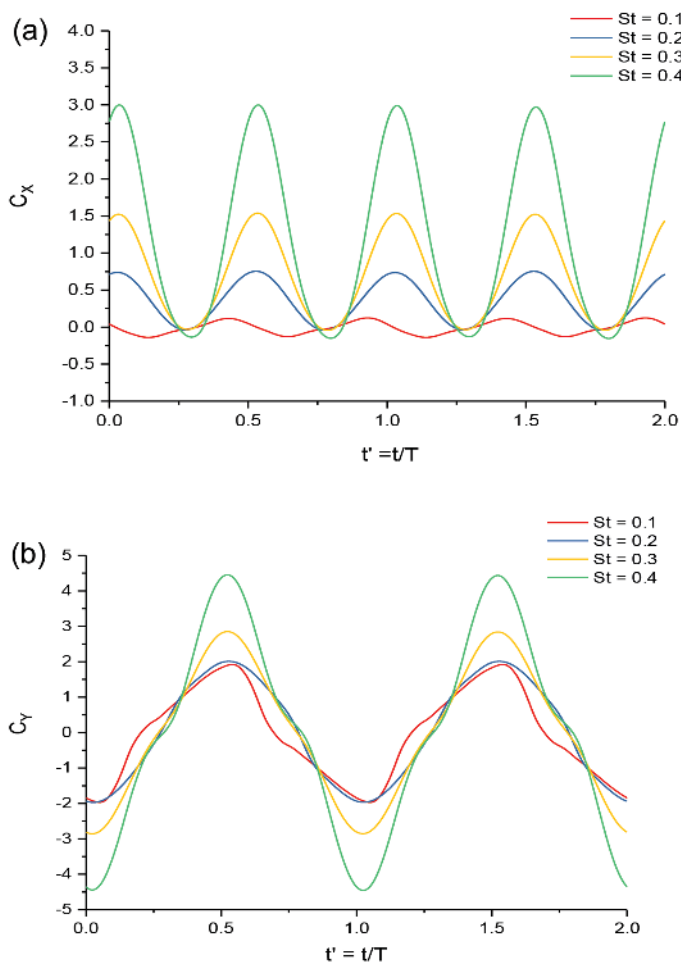 (a)
St = 0.1
St = 0.2
St = 0.3
St = 0.4
4.0
3.5
3.0
2.5
2.0
1.5
1.0
0.5
0.0
-0.5
-1.0
C_X
0.0 0.5 1.0 1.5 2.0
t' =t/T
(b)
St = 0.1
St = 0.2
St = 0.3
St = 0.4
5
4
3
2
1
0
-1
-2
-3
-4
-5
C_Y
0.0 0.5 1.0 1.5 2.0
t' = t/T